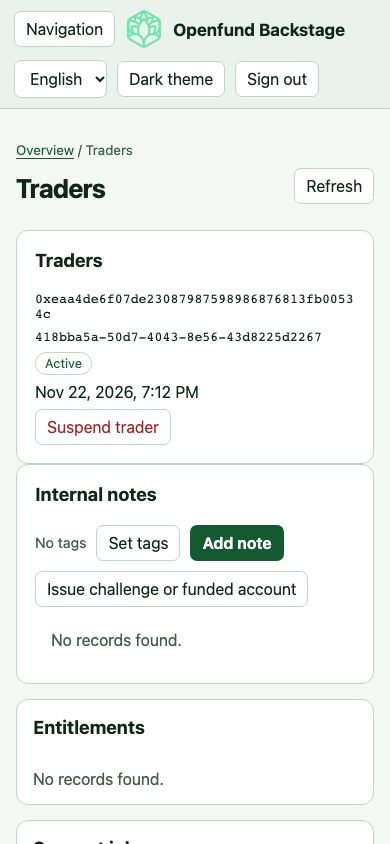 Navigation
Openfund Backstage
English
Dark theme
Sign out
Overview / Traders
Traders
Refresh
Traders
0xeaa4de6f07de23087987598986876813fb0053
4c
418bba5a-50d7-4043-8e56-43d8225d2267
Active
Nov 22, 2026, 7:12 PM
Suspend trader
Internal notes
No tags
Set tags
Add note
Issue challenge or funded account
No records found.
Entitlements
No records found.